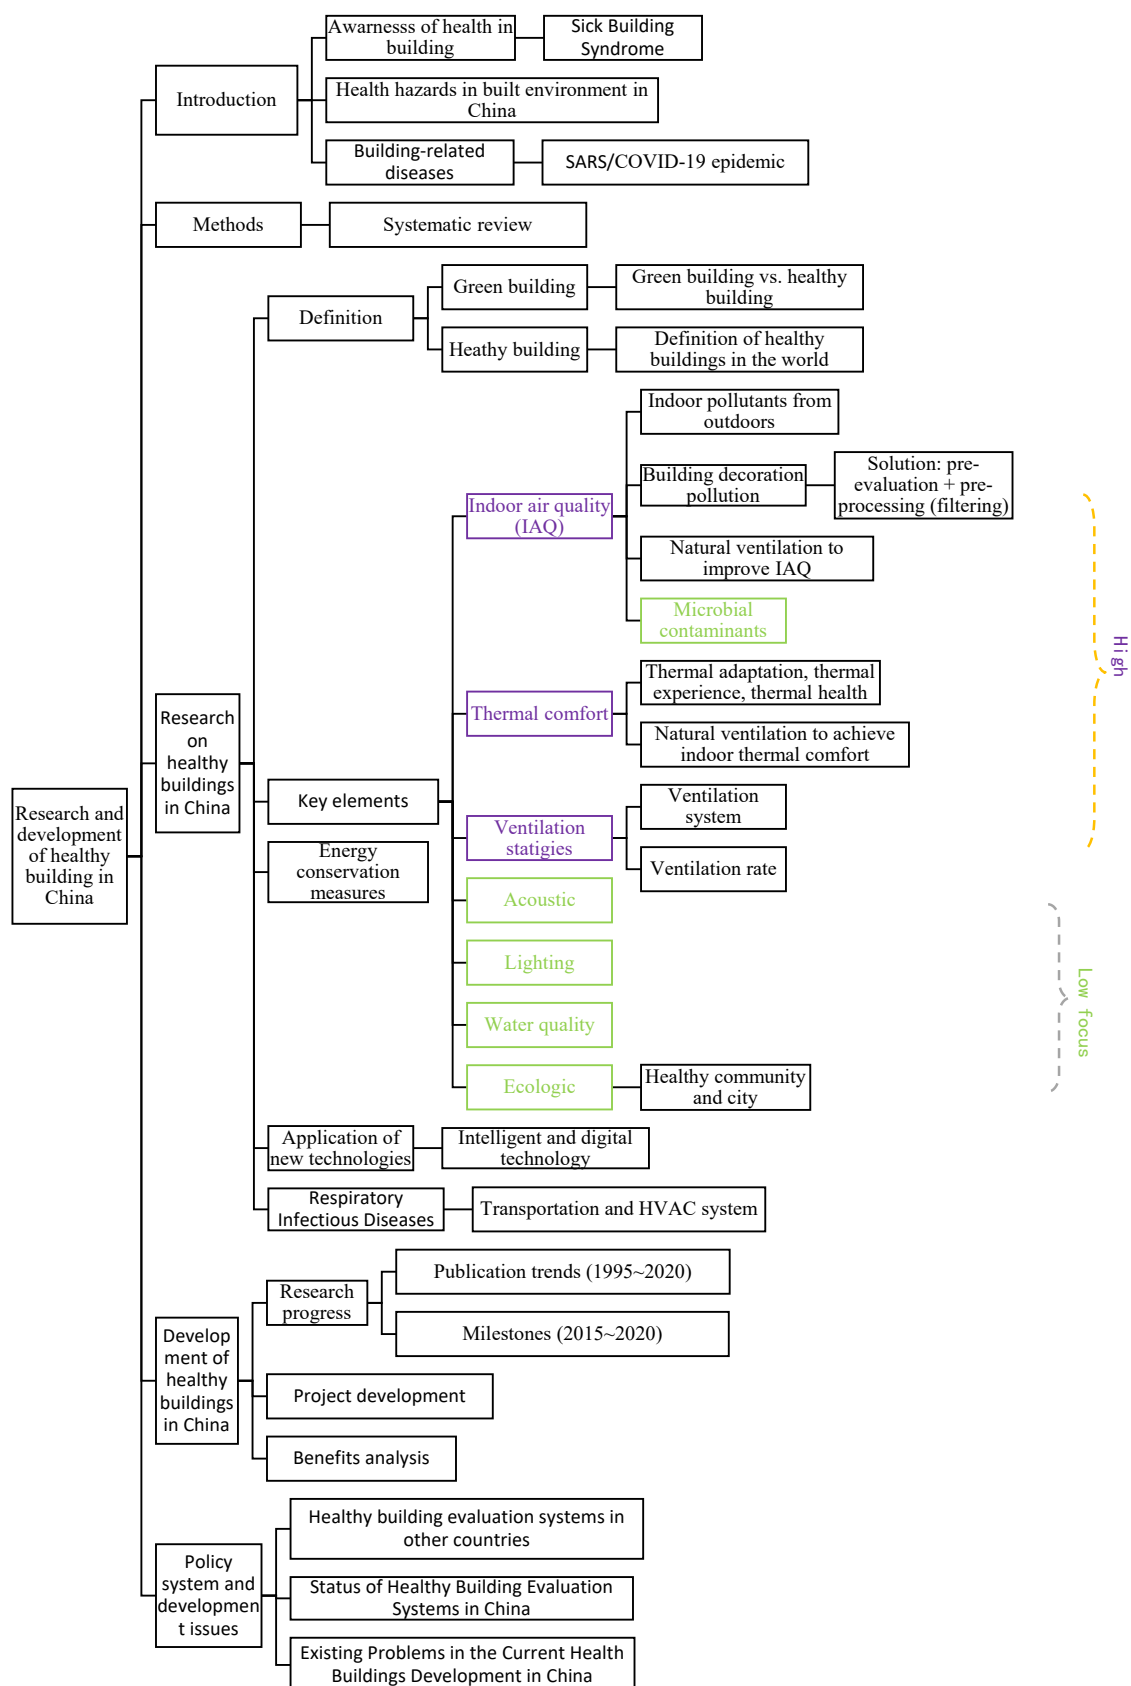 Awarnesss of health in
building
Sick Building
Syndrome
Introduction
Health hazards in built environment in
China
Building-related
diseases
SARS/COVID-19 epidemic
Methods
Systematic review
Definition
Green building
Green building vs. healthy
building
Heathy building
Definition of healthy
buildings in the world
Indoor pollutants from
outdoors
Indoor air quality
(IAQ)
Building decoration
pollution
Solution: pre-
evaluation + pre-
processing (filtering)
Natural ventilation to
improve IAQ
Microbial
contaminants
High
Research
on
healthy
buildings
in China
Thermal comfort
Thermal adaptation, thermal
experience, thermal health
Natural ventilation to achieve
indoor thermal comfort
Research and
development
of healthy
building in
China
Key elements
Ventilation
statigies
Ventilation
system
Ventilation rate
Energy
conservation
measures
Acoustic
Lighting
Water quality
Ecologic
Healthy community
and city
Low focus
Application of
new technologies
Intelligent and digital
technology
Respiratory
Infectious Diseases
Transportation and HVAC system
Develop
ment of
healthy
buildings
in China
Research
progress
Publication trends (1995~2020)
Milestones (2015~2020)
Project development
Benefits analysis
Policy
system and
developmen
t issues
Healthy building evaluation systems in
other countries
Status of Healthy Building Evaluation
Systems in China
Existing Problems in the Current Health
Buildings Development in China